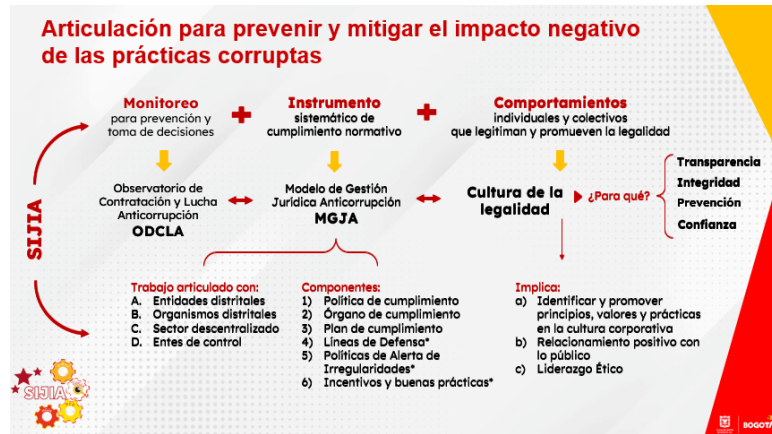 Articulación para prevenir y mitigar el impacto negativo
de las prácticas corruptas
Monitoreo
para prevención y
toma de decisiones
Instrumento
sistemático de
cumplimiento normativo
Comportamientos
individuales y colectivos
que legitiman y promueven la legalidad
SIJIA
Observatorio de
Contratación y Lucha
Anticorrupción
ODCLA
Modelo de Gestión
Jurídica Anticorrupción
MGJA
Cultura de la
legalidad
¿Para qué?
Transparencia
Integridad
Prevención
Confianza
Trabajo articulado con:
A. Entidades distritales
B. Organismos distritales
C. Sector descentralizado
D. Entes de control
Componentes:
1) Política de cumplimiento
2) Órgano de cumplimiento
3) Plan de cumplimiento
4) Líneas de Defensa*
5) Políticas de Alerta de
Irregularidades*
6) Incentivos y buenas prácticas*
Implica:
a) Identificar y promover
principios, valores y prácticas
en la cultura corporativa
b) Relacionamiento positivo con
lo público
c) Liderazgo Ético
SIJIA
BOGOTÁ